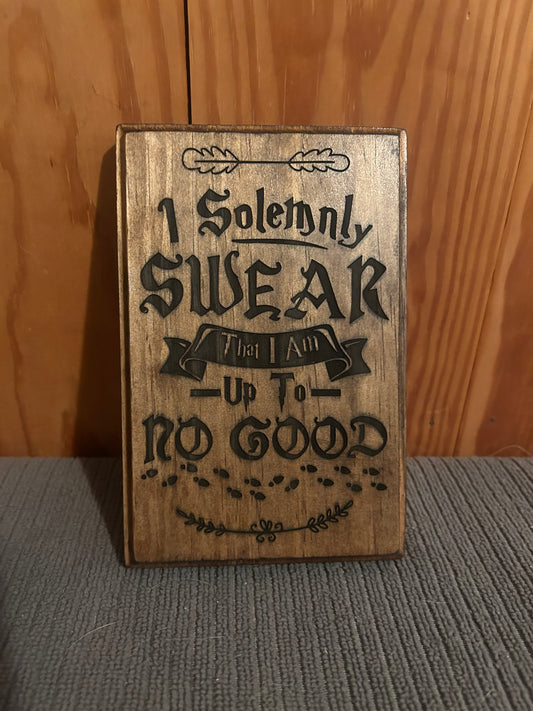 I Solemnly
SWEAR
That I Am
Up To
NO GOOD